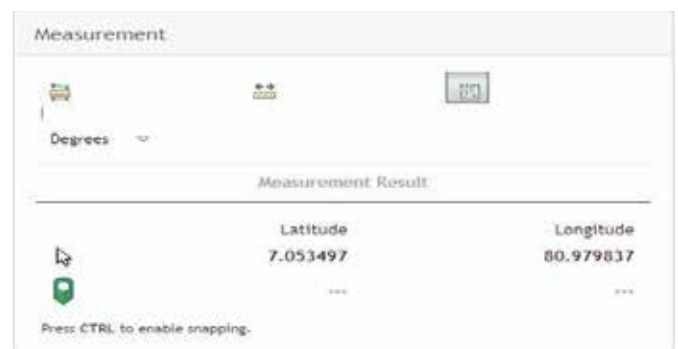 Measurement
Degrees
Measurement Result
Latitude Longitude
7.053497 80.979837
--- ---
Press CTRL to enable snapping.